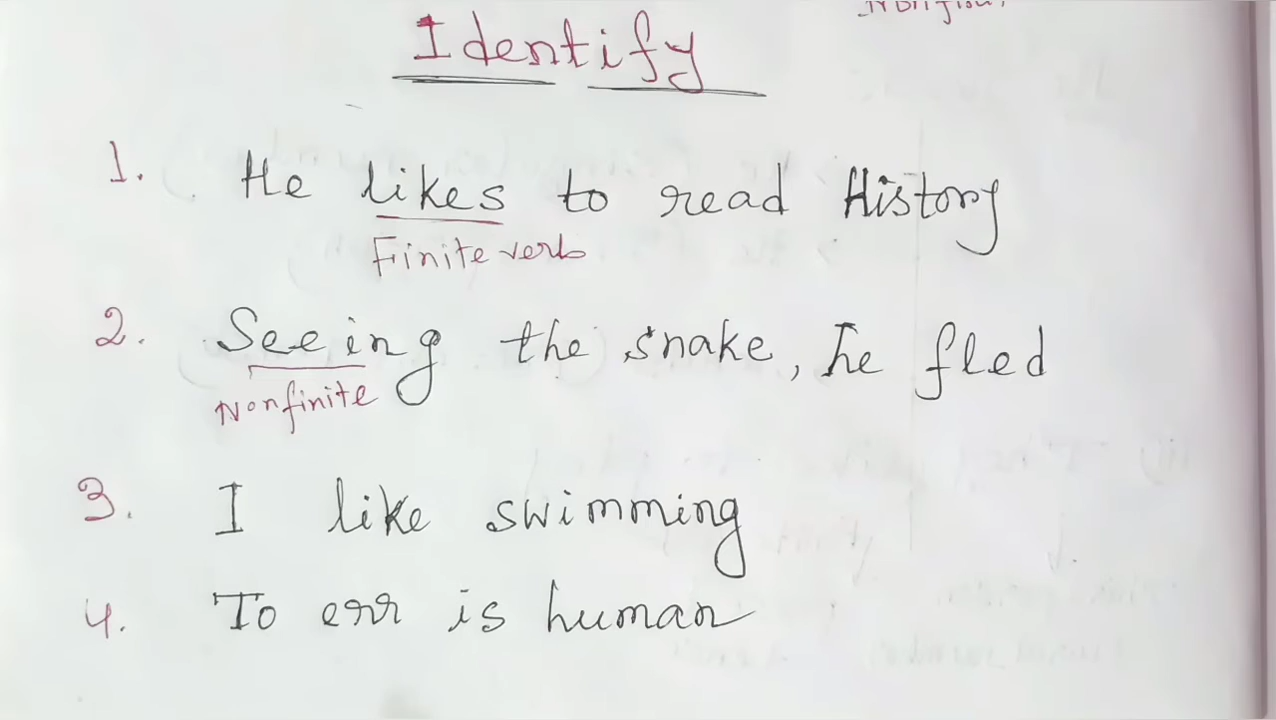 Identify
1. He likes to read History
Finite verb
2. Seeing the snake, he fled
Nonfinite
3. I like swimming
4. To err is human